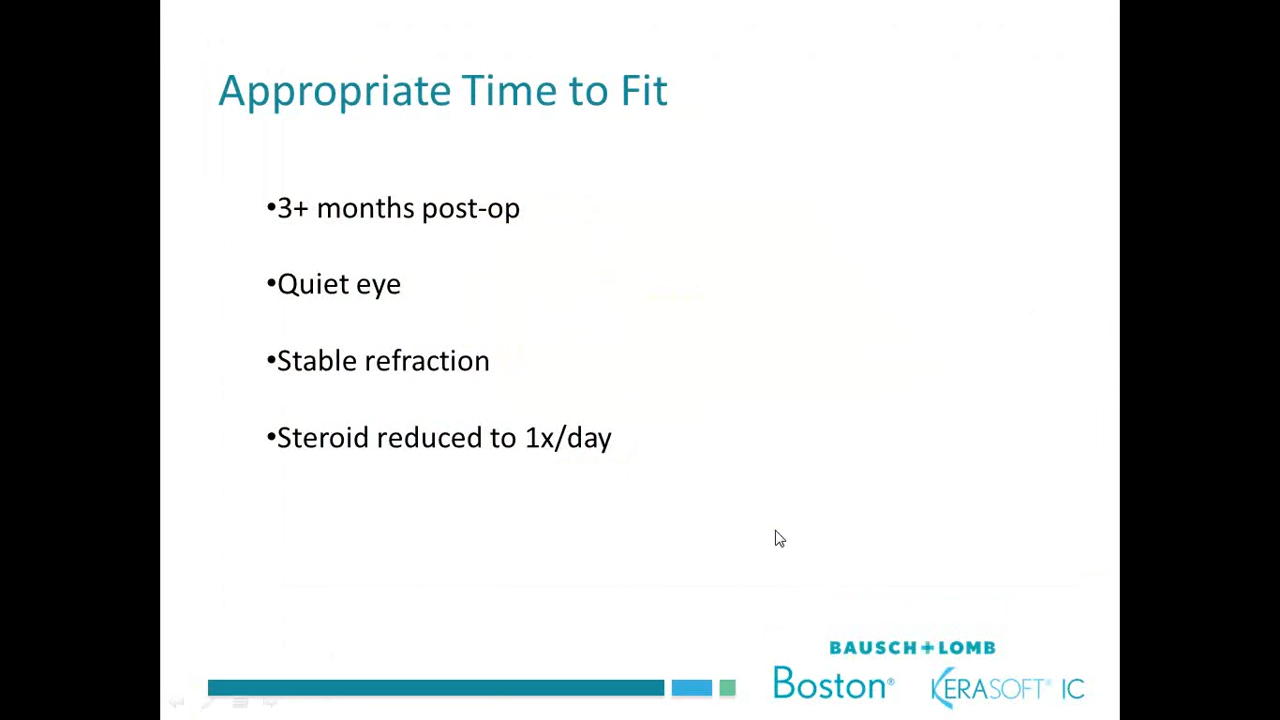 Appropriate Time to Fit
•3+ months post-op
•Quiet eye
•Stable refraction
•Steroid reduced to 1x/day
BAUSCH+LOMB
Boston® KERASOFT® IC